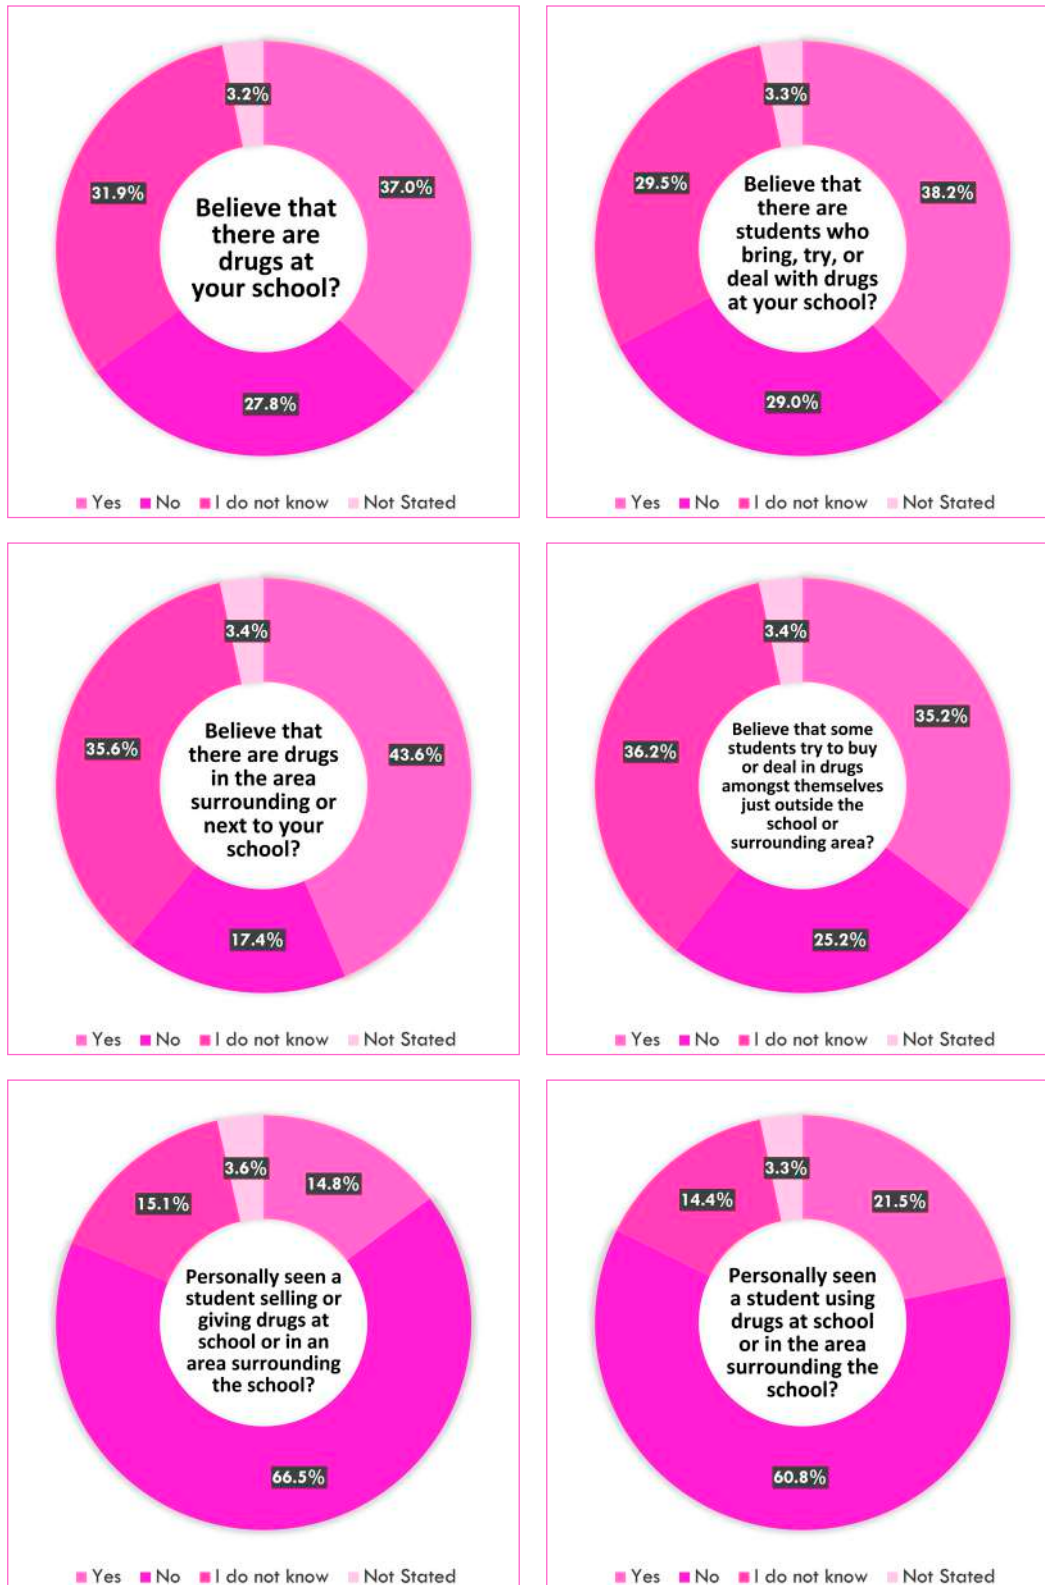 3.2%
31.9%
37.0%
Believe that
there are
drugs at
your school?
27.8%
Yes No I do not know Not Stated
3.3%
29.5%
38.2%
Believe that
there are
students who
bring, try, or
deal with drugs
at your school?
29.0%
Yes No I do not know Not Stated
3.4%
35.6%
43.6%
Believe that
there are drugs
in the area
surrounding or
next to your
school?
17.4%
Yes No I do not know Not Stated
3.4%
36.2%
35.2%
Believe that some
students try to buy
or deal in drugs
amongst themselves
just outside the
school or
surrounding area?
25.2%
Yes No I do not know Not Stated
3.6%
15.1%
14.8%
Personally seen a
student selling or
giving drugs at
school or in an
area surrounding
the school?
66.5%
Yes No I do not know Not Stated
3.3%
14.4%
21.5%
Personally seen
a student using
drugs at school
or in the area
surrounding the
school?
60.8%
Yes No I do not know Not Stated